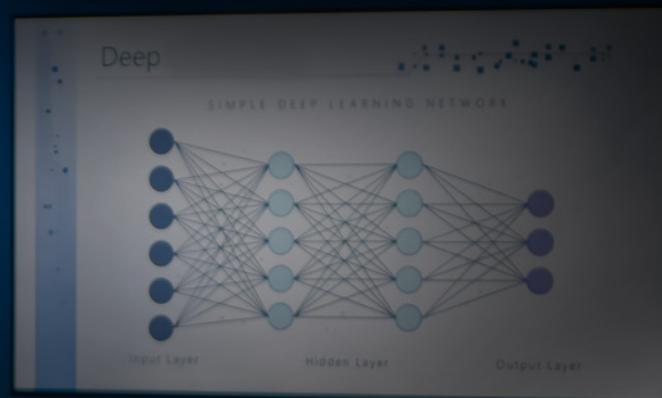 Deep
SIMPLE DEEP LEARNING NETWORK
Input Layer
Hidden Layer
Output Layer